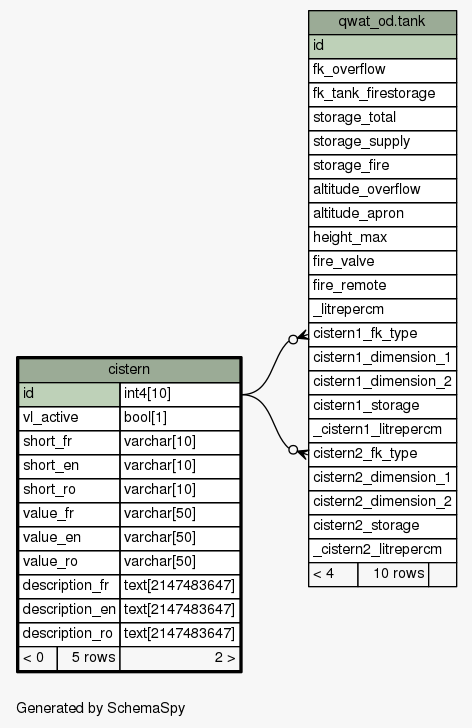 qwat_od.tank
id
fk_overflow
fk_tank_firestorage
storage_total
storage_supply
storage_fire
altitude_overflow
altitude_apron
height_max
fire_valve
fire_remote
_litrepercm
cistern1_fk_type
cistern1_dimension_1
cistern1_dimension_2
cistern1_storage
_cistern1_litrepercm
cistern2_fk_type
cistern2_dimension_1
cistern2_dimension_2
cistern2_storage
_cistern2_litrepercm
< 4 10 rows
cistern
id int4[10]
vl_active bool[1]
short_fr varchar[10]
short_en varchar[10]
short_ro varchar[10]
value_fr varchar[50]
value_en varchar[50]
value_ro varchar[50]
description_fr text[2147483647]
description_en text[2147483647]
description_ro text[2147483647]
< 0 5 rows 2 >
Generated by SchemaSpy